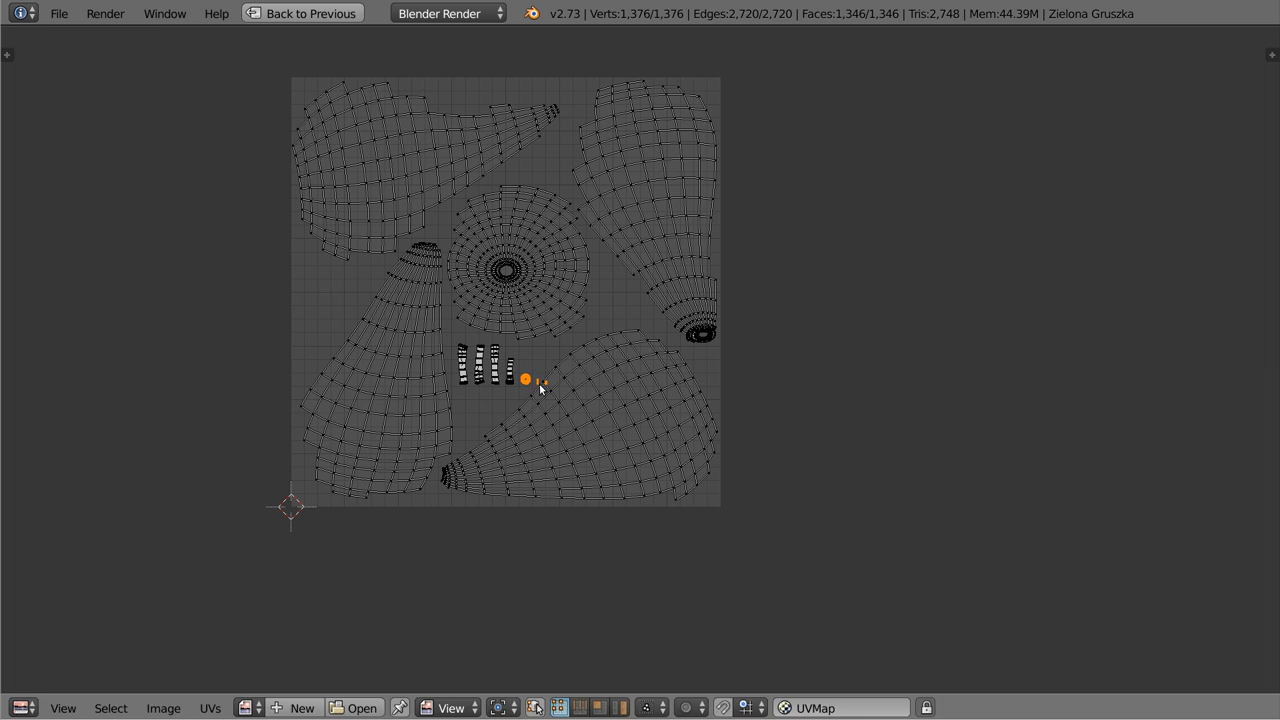 File Render Window Help Back to Previous Blender Render v2.73 | Verts:1,376/1,376 | Edges:2,720/2,720 | Faces:1,346/1,346 | Tris:2,748 | Mem:44.39M | Zielona Gruszka
View Select Image UVs New Open View UVMap